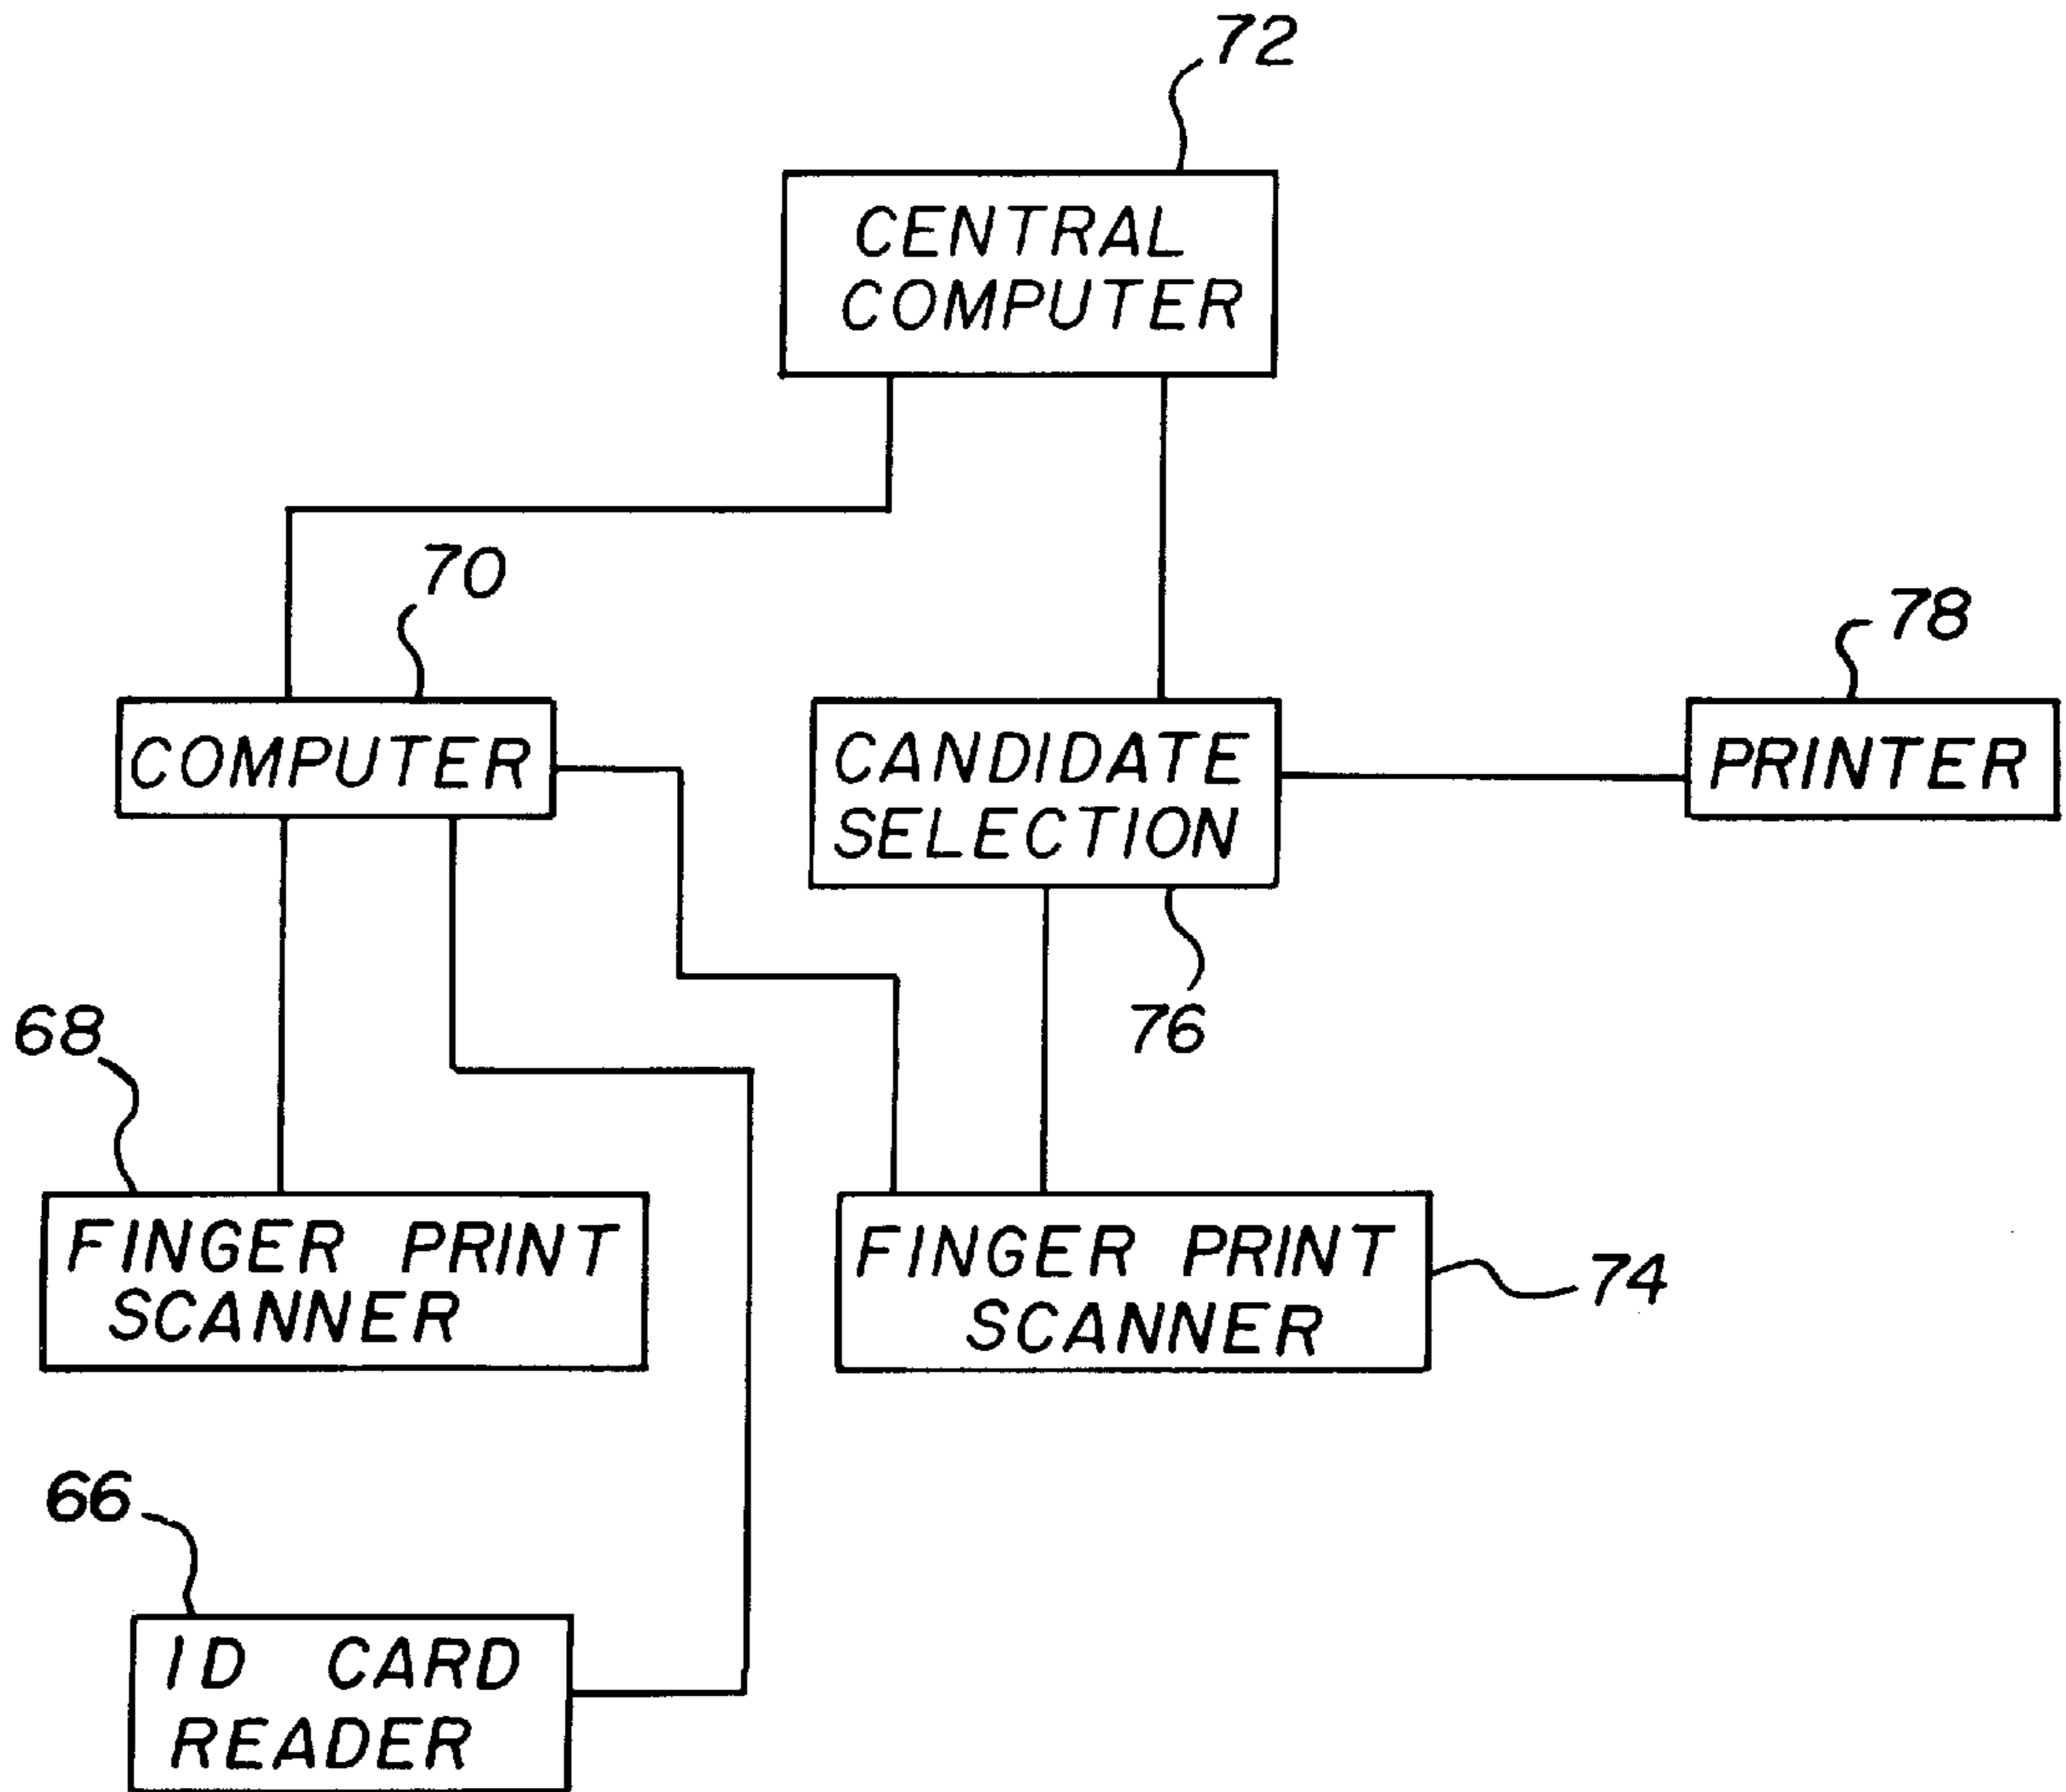 72
CENTRAL
COMPUTER
70
78
COMPUTER
CANDIDATE
SELECTION
PRINTER
76
68
FINGER PRINT
SCANNER
FINGER PRINT
SCANNER
74
66
ID CARD
READER